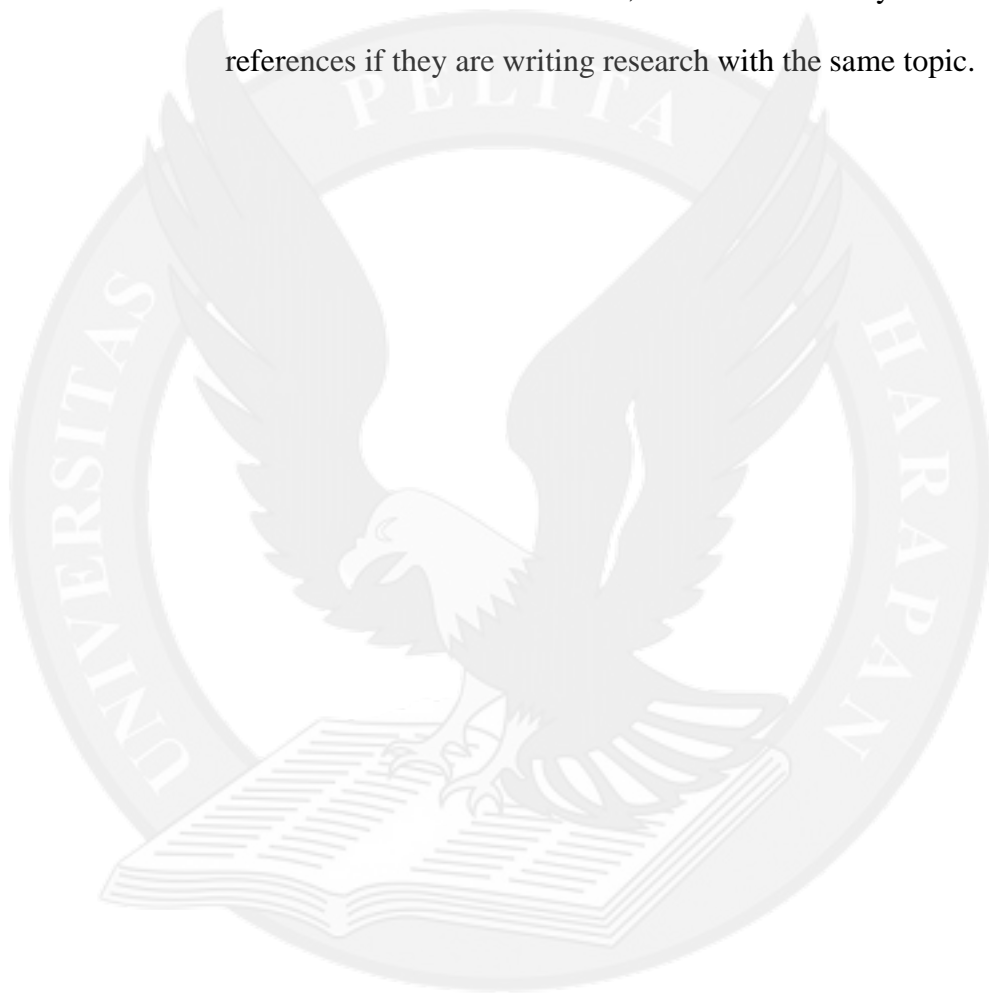 references if they are writing research with the same topic.
PELITA
UNIVERSITAS
HARAPAN